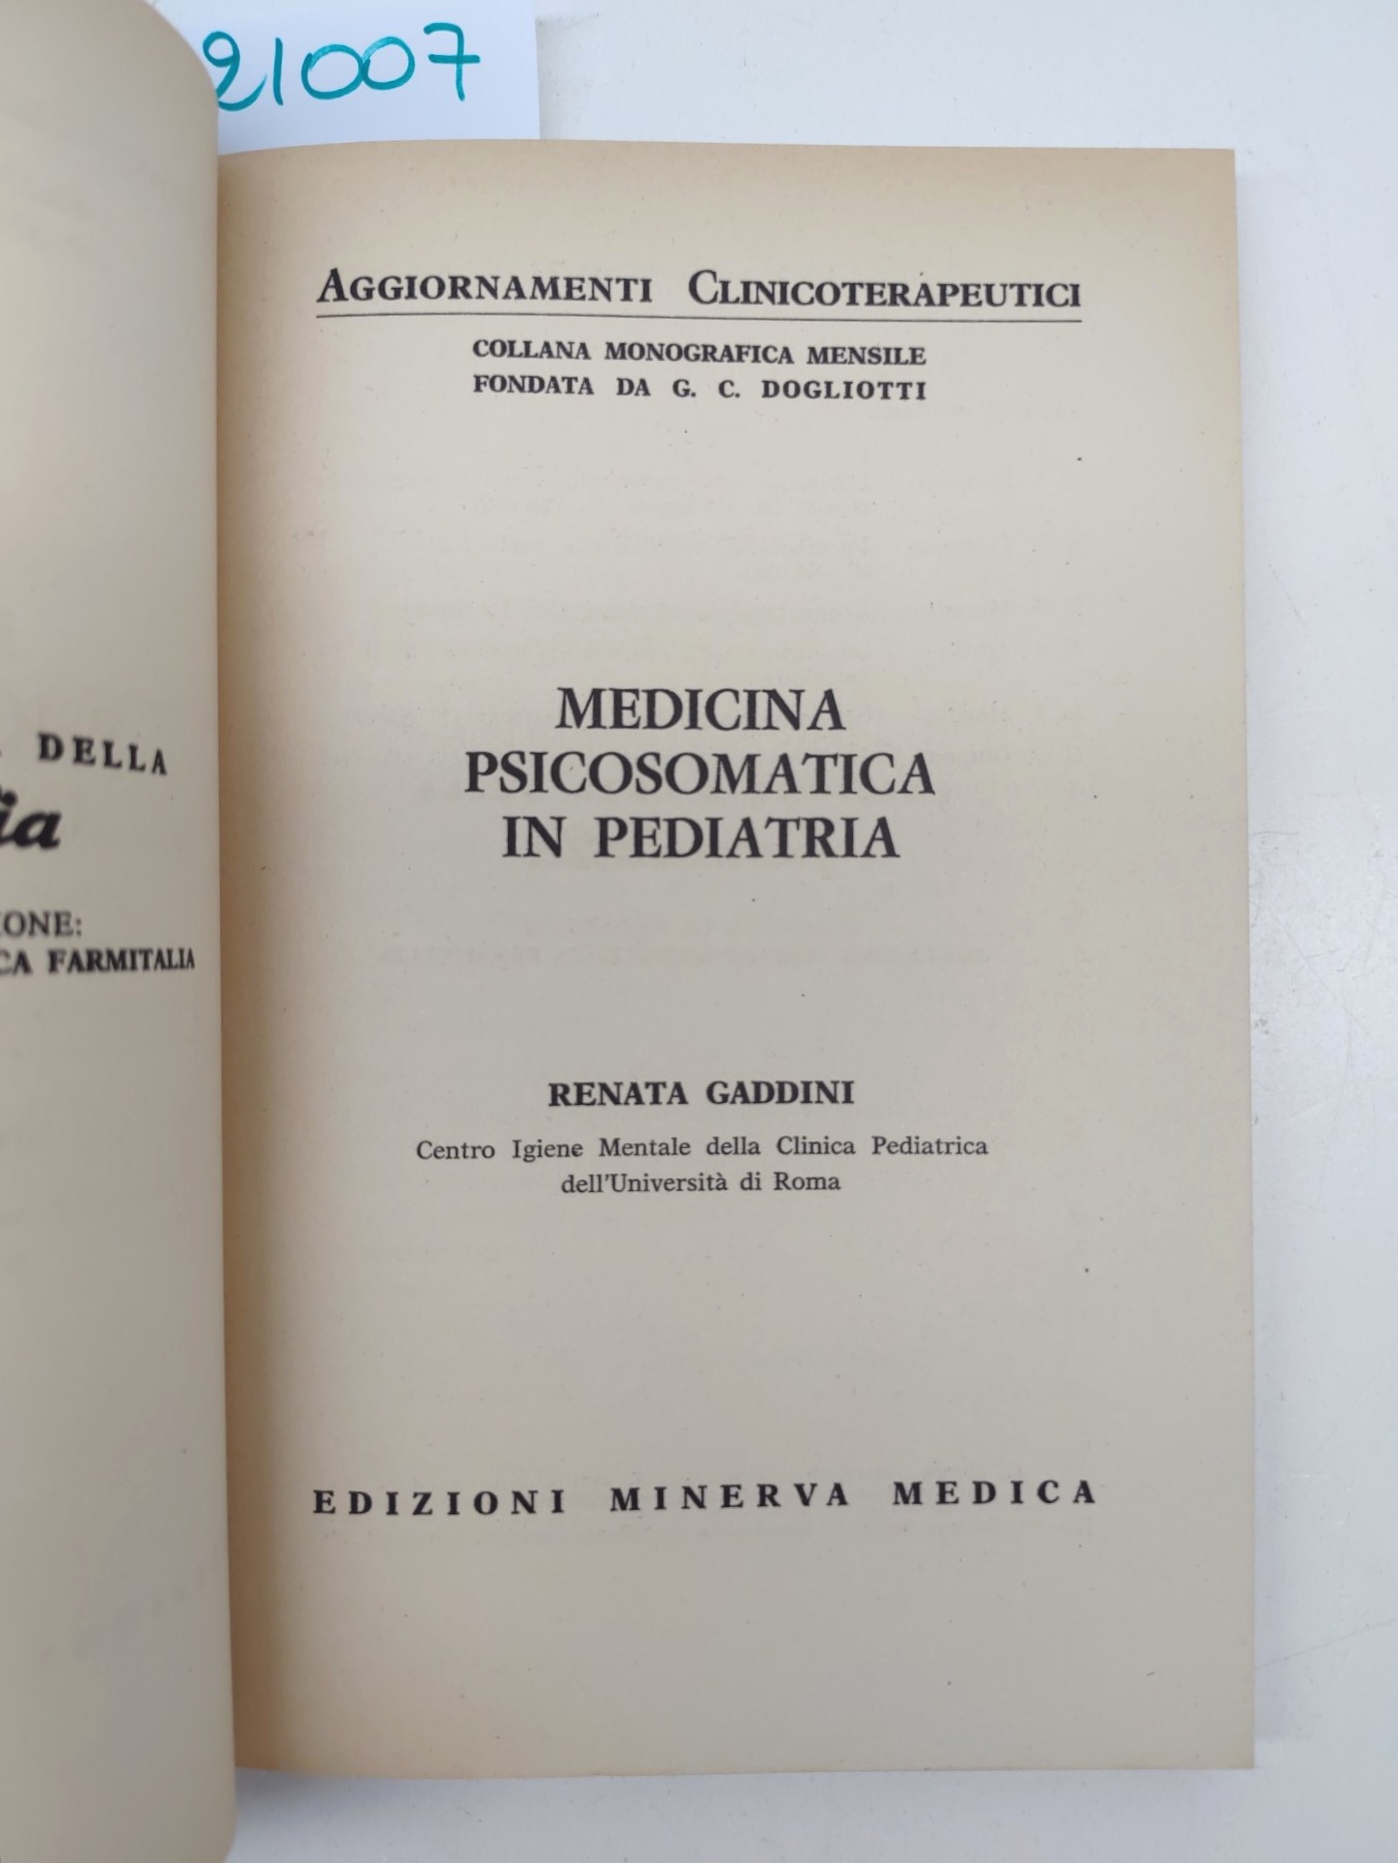 21007
DELLA
IONE:
CA FARMITALIA
AGGIORNAMENTI CLINICOTERAPEUTICI
COLLANA MONOGRAFICA MENSILE
FONDATA DA G. C. DOGLIOTTI
MEDICINA
PSICOSOMATICA
IN PEDIATRIA
RENATA GADDINI
Centro Igiene Mentale della Clinica Pediatrica
dell'Università di Roma
EDIZIONI MINERVA MEDICA